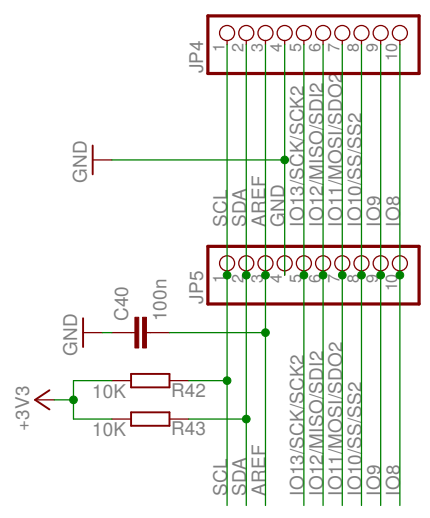 JP4
1
2
3
4
5
6
7
8
9
10
GND
SCL
SDA
AREF
GND
IO13/SCK/SCK2
IO12/MISO/SDI2
IO11/MOSI/SDO2
IO10/SS/SS2
IO9
IO8
JP5
1
2
3
4
5
6
7
8
9
10
C40
100n
GND
+3V3
10K
R42
10K
R43
SCL
SDA
AREF
IO13/SCK/SCK2
IO12/MISO/SDI2
IO11/MOSI/SDO2
IO10/SS/SS2
IO9
IO8